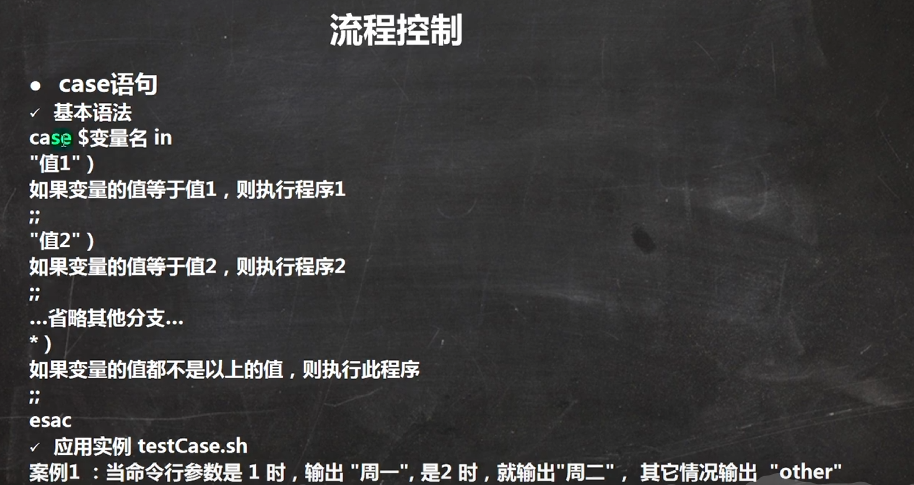 流程控制
● case语句
✓ 基本语法
case $变量名 in
"值1"）
如果变量的值等于值1，则执行程序1
;;
"值2"）
如果变量的值等于值2，则执行程序2
;;
…省略其他分支…
*）
如果变量的值都不是以上的值，则执行此程序
;;
esac
✓ 应用实例 testCase.sh
案例1 ：当命令行参数是 1 时，输出 "周一", 是2 时，就输出"周二"， 其它情况输出 "other"